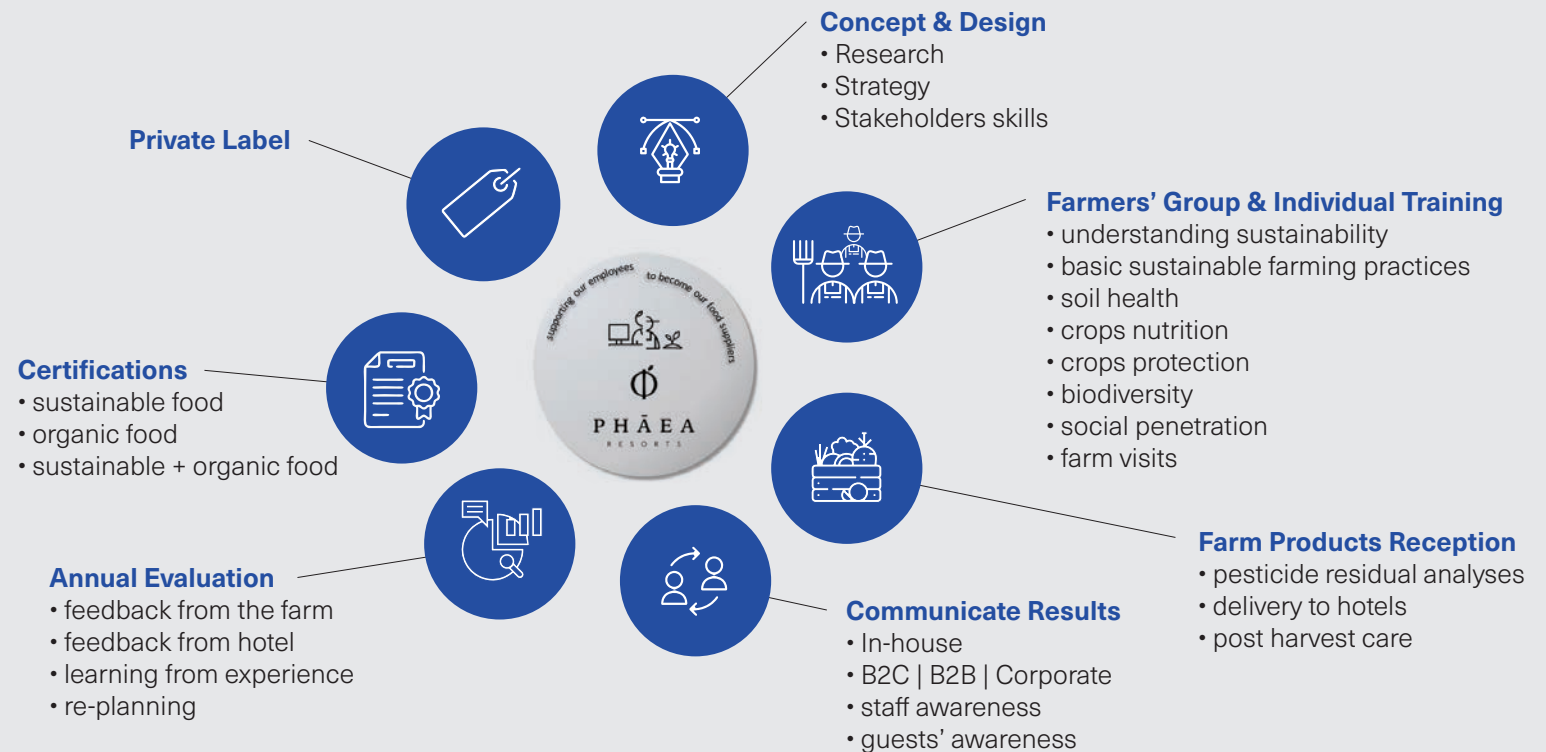 Concept & Design
• Research
• Strategy
• Stakeholders skills
Private Label
Farmers’ Group & Individual Training
• understanding sustainability
• basic sustainable farming practices
• soil health
• crops nutrition
• crops protection
• biodiversity
• social penetration
• farm visits
supporting our employees to become our food suppliers
PHĀEA
RESORTS
Certifications
• sustainable food
• organic food
• sustainable + organic food
Farm Products Reception
• pesticide residual analyses
• delivery to hotels
• post harvest care
Annual Evaluation
• feedback from the farm
• feedback from hotel
• learning from experience
• re-planning
Communicate Results
• In-house
• B2C | B2B | Corporate
• staff awareness
• guests’ awareness